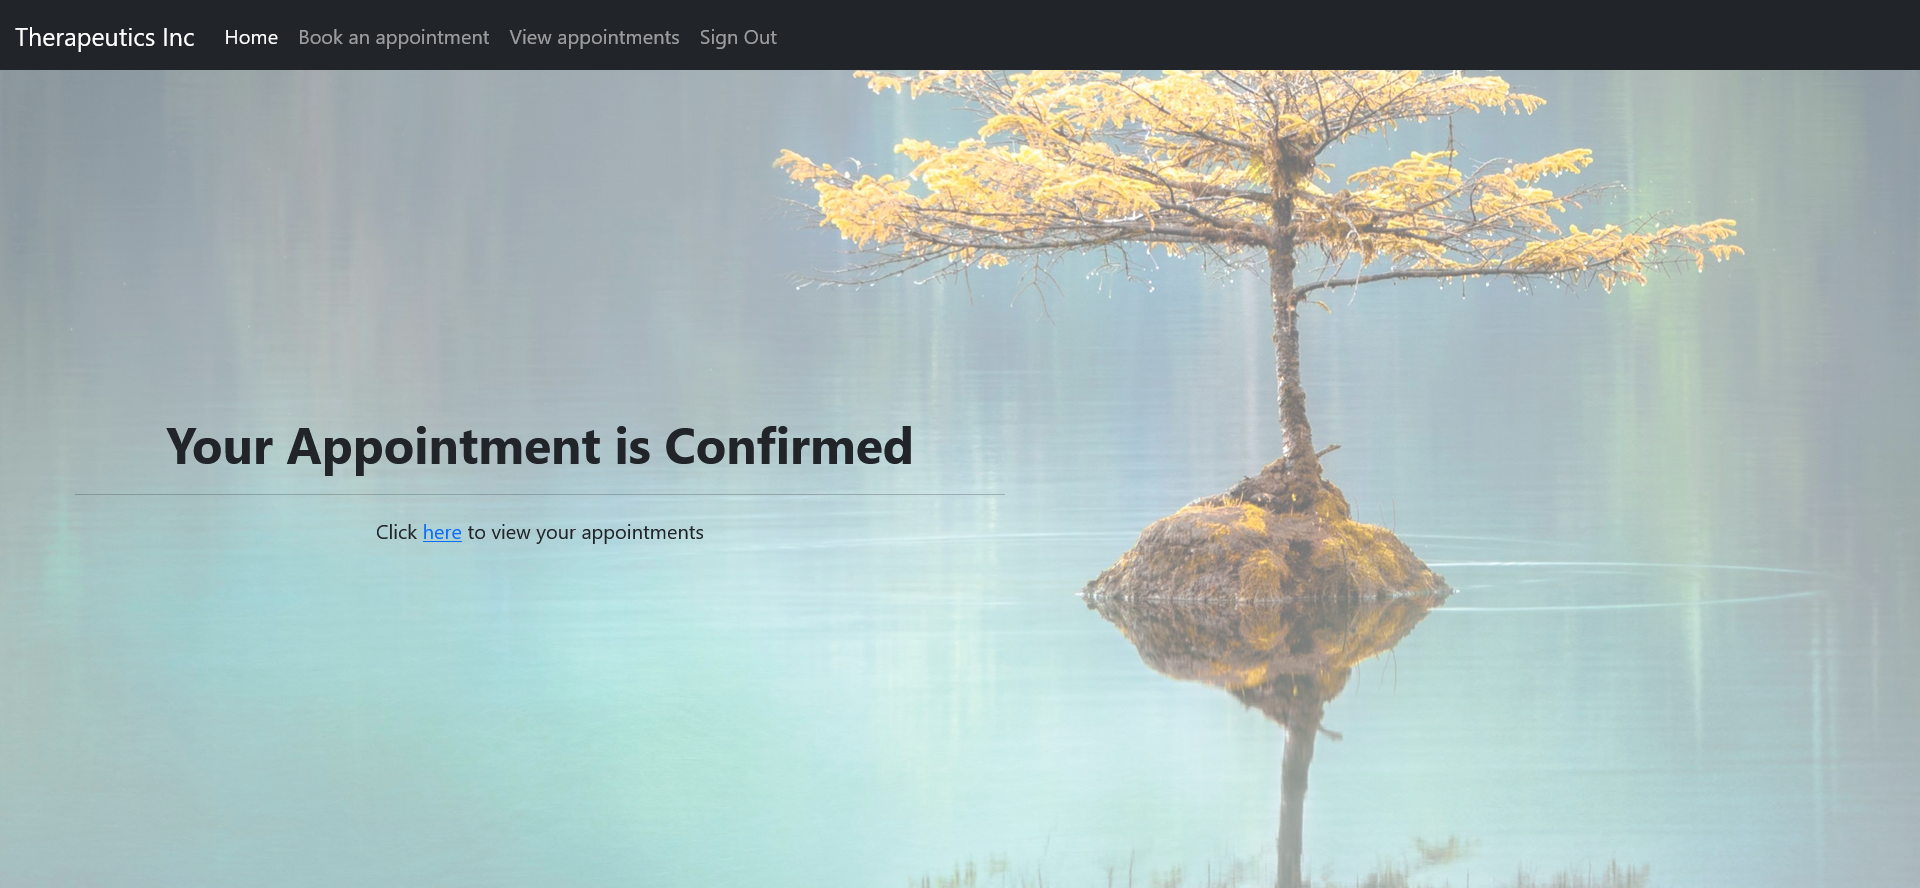 Therapeutics Inc Home Book an appointment View appointments Sign Out
Your Appointment is Confirmed
Click here to view your appointments